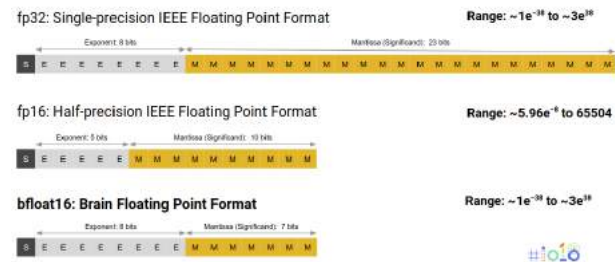 fp32: Single-precision IEEE Floating Point Format
Range: ~1e⁻³⁸ to ~3e³⁸
Exponent: 8 bits
Mantissa (Significand): 23 bits
S E E E E E E E E M M M M M M M M M M M M M M M M M M M M M M M
fp16: Half-precision IEEE Floating Point Format
Range: ~5.96e⁻⁸ to 65504
Exponent: 5 bits
Mantissa (Significand): 10 bits
S E E E E E M M M M M M M M M M
bfloat16: Brain Floating Point Format
Range: ~1e⁻³⁸ to ~3e³⁸
Exponent: 8 bits
Mantissa (Significand): 7 bits
S E E E E E E E E M M M M M M M
#io18